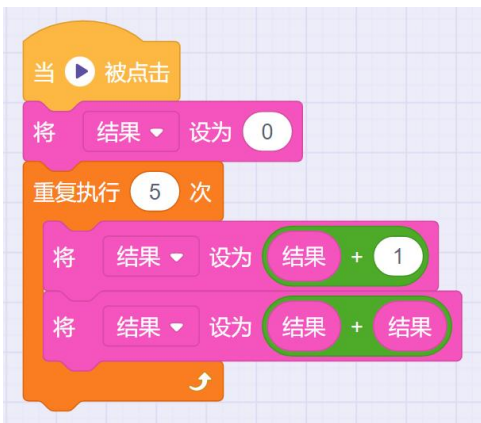 当 被点击
将 结果 设为 0
重复执行 5 次
将 结果 设为 结果 + 1
将 结果 设为 结果 + 结果